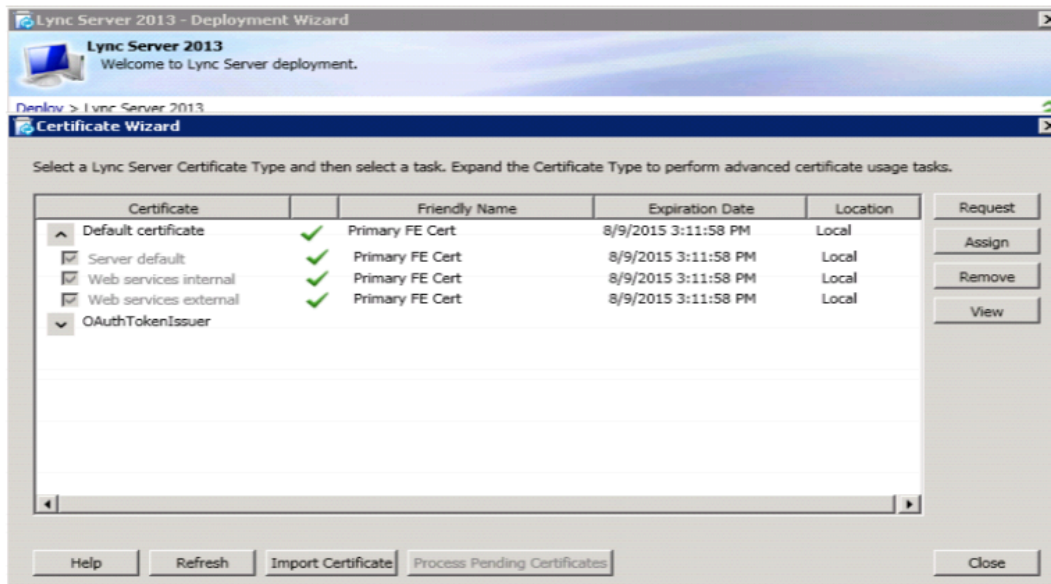 Lync Server 2013 - Deployment Wizard
Lync Server 2013
Welcome to Lync Server deployment.
Deploy > Lync Server 2013
Certificate Wizard
Select a Lync Server Certificate Type and then select a task. Expand the Certificate Type to perform advanced certificate usage tasks.
Certificate Friendly Name Expiration Date Location Request
Default certificate Primary FE Cert 8/9/2015 3:11:58 PM Local
Assign
Server default Primary FE Cert 8/9/2015 3:11:58 PM Local
Web services internal Primary FE Cert 8/9/2015 3:11:58 PM Local Remove
Web services external Primary FE Cert 8/9/2015 3:11:58 PM Local
View
OAuthTokenIssuer
Help Refresh Import Certificate Process Pending Certificates Close